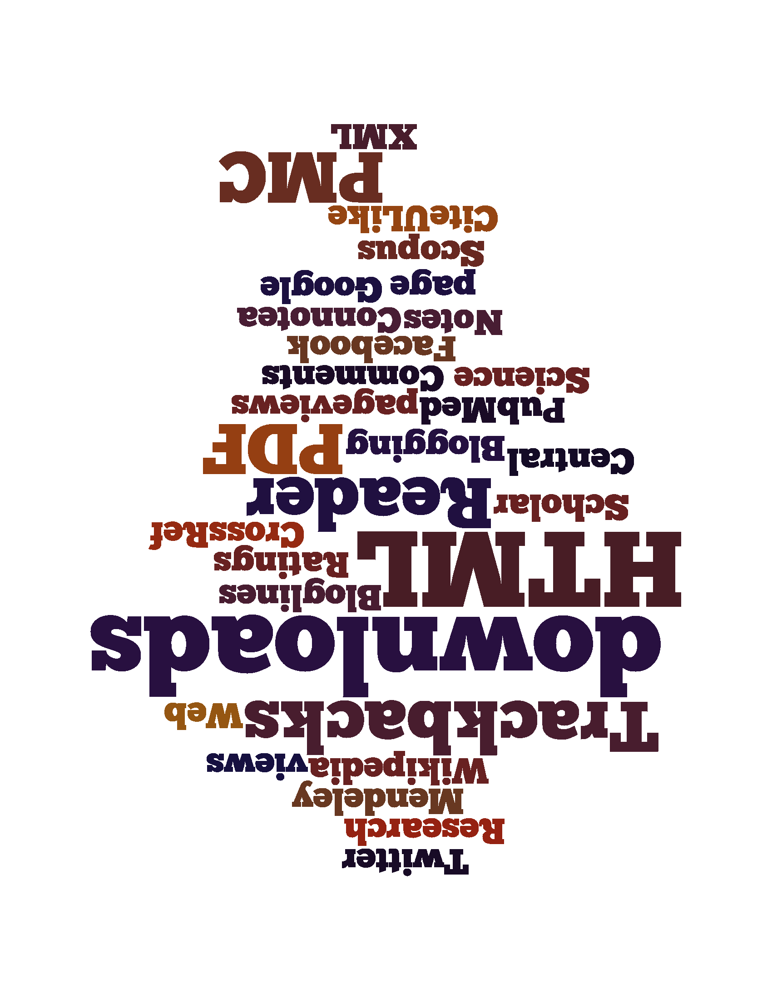 Twitter
Research
Mendeley
Wikipedia views
Trackbacks Web
downloads
HTML Bloglines
Ratings
CrossRef
Scholar Reader
Central Blogging PDF
PubMed pageviews
Science Comments
Facebook
Notes Connotea
page Google
Scopus
CiteULike
PMC
XML